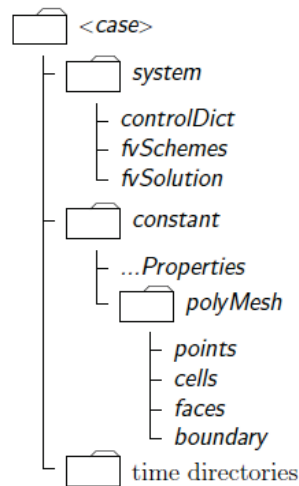 <case>
system
controlDict
fvSchemes
fvSolution
constant
...Properties
polyMesh
points
cells
faces
boundary
time directories